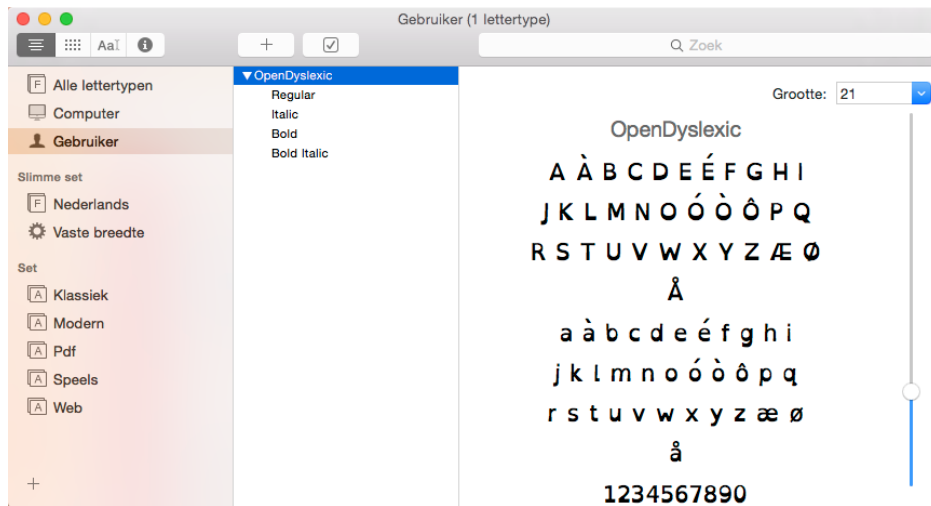 Gebruiker (1 lettertype)
AaI
Zoek
Alle lettertypen
Computer
Gebruiker
Slimme set
Nederlands
Vaste breedte
Set
Klassiek
Modern
Pdf
Speels
Web
OpenDyslexic
Regular
Italic
Bold
Bold Italic
Grootte: 21
OpenDyslexic
A À B C D E É F G H I
J K L M N O Ó Ò Ô P Q
R S T U V W X Y Z Æ Ø
Å
a à b c d e é f g h i
j k l m n o ó ò ô p q
r s t u v w x y z æ ø
å
1234567890